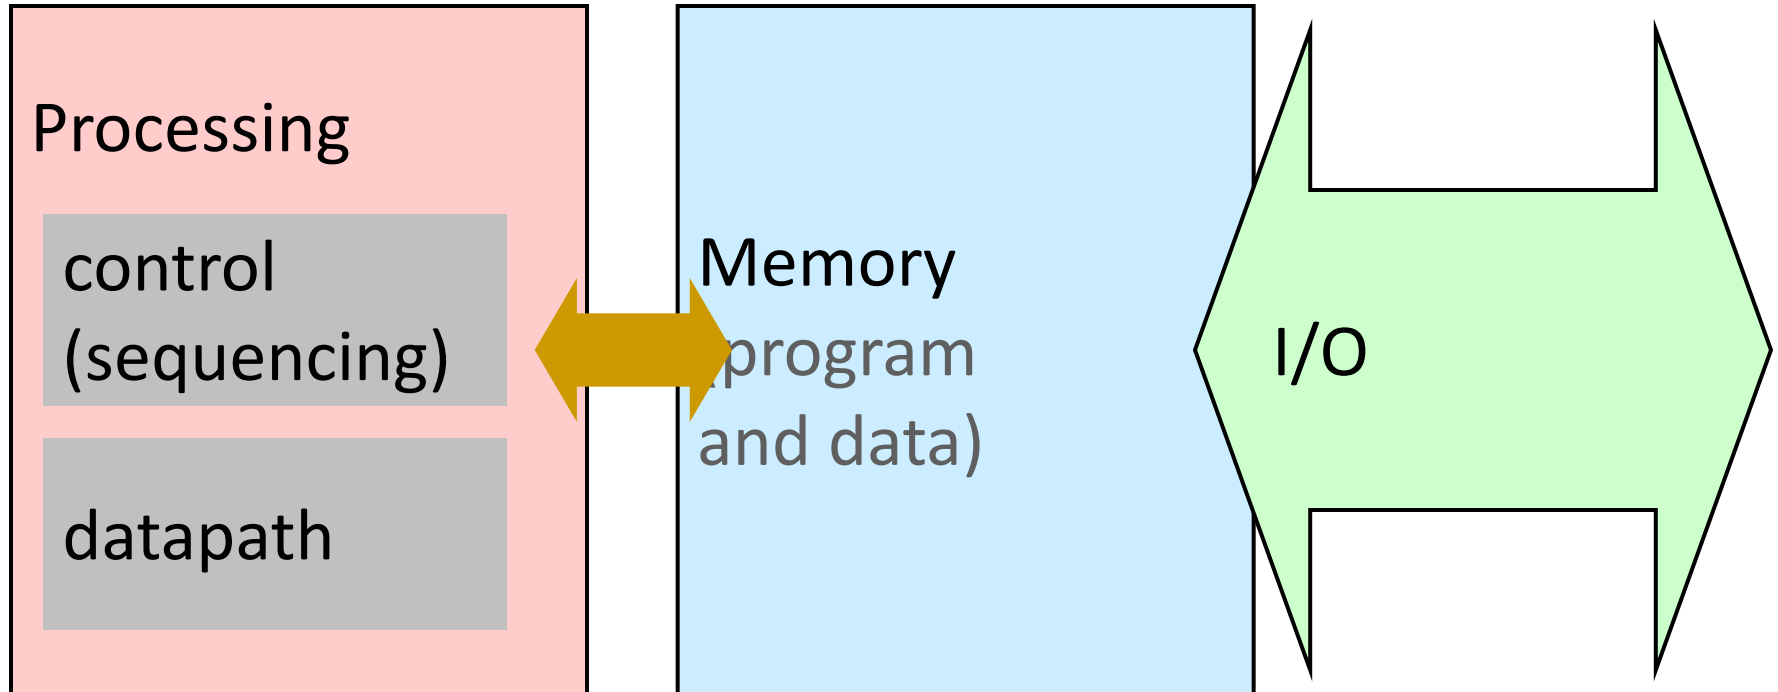 Processing
control
(sequencing)
datapath
Memory
(program
and data)
I/O